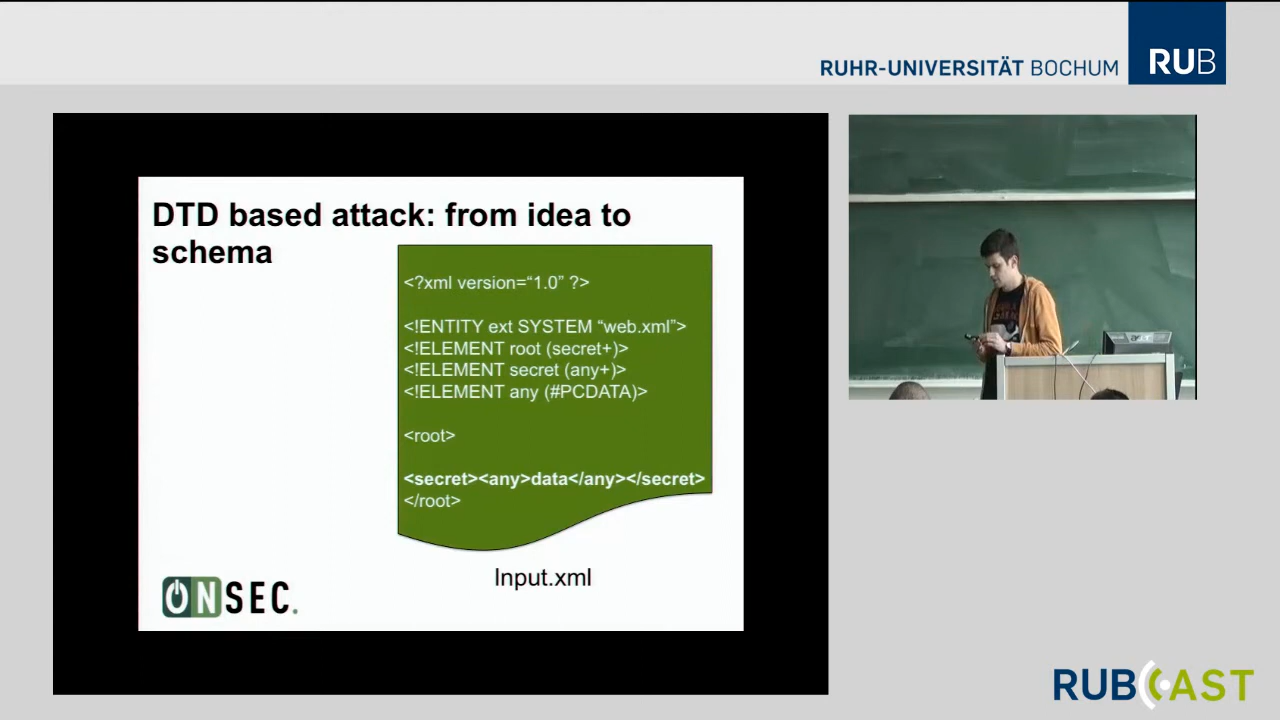 RUHR-UNIVERSITÄT BOCHUM RUB
DTD based attack: from idea to
schema
<?xml version=“1.0” ?>
<!ENTITY ext SYSTEM “web.xml”>
<!ELEMENT root (secret+)>
<!ELEMENT secret (any+)>
<!ELEMENT any (#PCDATA)>
<root>
<secret><any>data</any></secret>
</root>
Input.xml
ONSEC.
RUBCAST